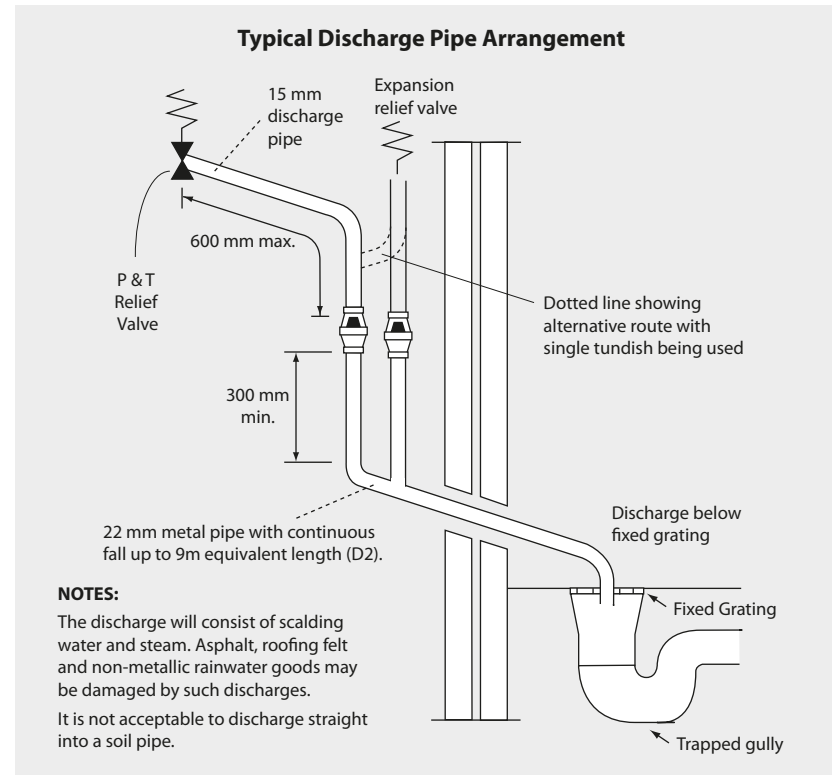 Typical Discharge Pipe Arrangement
15 mm
discharge
pipe
Expansion
relief valve
600 mm max.
P & T
Relief
Valve
Dotted line showing
alternative route with
single tundish being used
300 mm
min.
22 mm metal pipe with continuous
fall up to 9m equivalent length (D2).
Discharge below
fixed grating
Fixed Grating
Trapped gully
NOTES:
The discharge will consist of scalding
water and steam. Asphalt, roofing felt
and non-metallic rainwater goods may
be damaged by such discharges.
It is not acceptable to discharge straight
into a soil pipe.